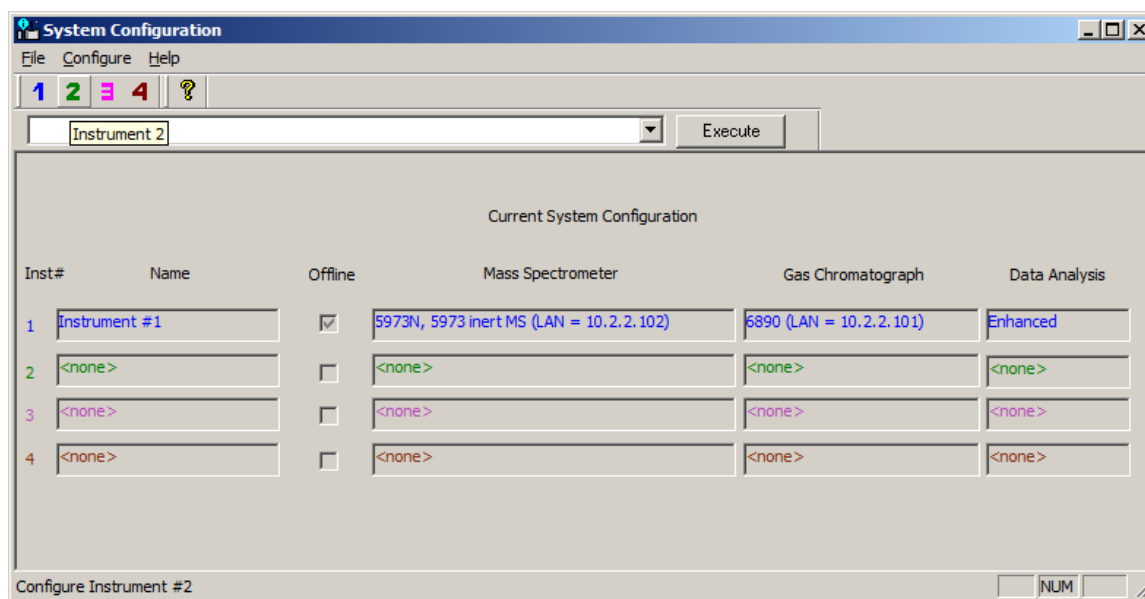 System Configuration
File Configure Help
1 2 3 4 ?
Instrument 2 Execute
Current System Configuration
Inst# Name Offline Mass Spectrometer Gas Chromatograph Data Analysis
1 Instrument #1 5973N, 5973 inert MS (LAN = 10.2.2.102) 6890 (LAN = 10.2.2.101) Enhanced
2 <none> <none> <none> <none>
3 <none> <none> <none> <none>
4 <none> <none> <none> <none>
Configure Instrument #2 NUM